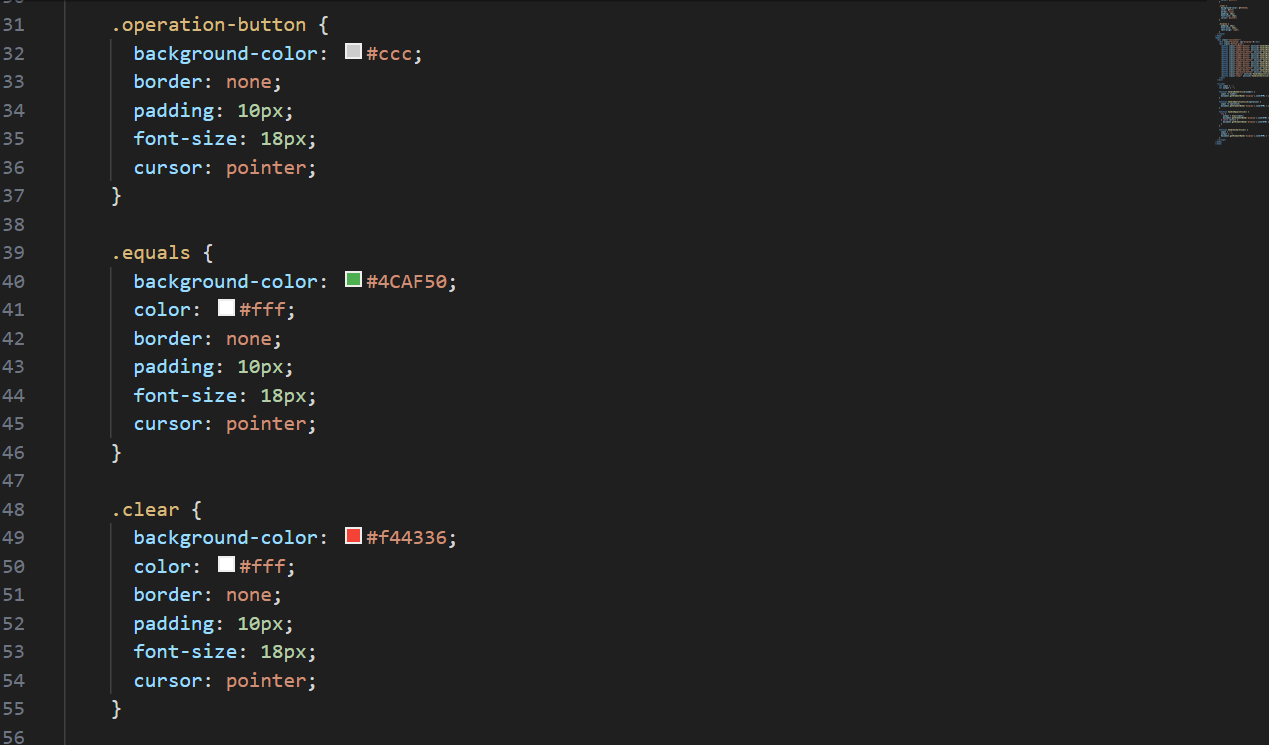 31 .operation-button {
32 background-color: #ccc;
33 border: none;
34 padding: 10px;
35 font-size: 18px;
36 cursor: pointer;
37 }
38
39 .equals {
40 background-color: #4CAF50;
41 color: #fff;
42 border: none;
43 padding: 10px;
44 font-size: 18px;
45 cursor: pointer;
46 }
47
48 .clear {
49 background-color: #f44336;
50 color: #fff;
51 border: none;
52 padding: 10px;
53 font-size: 18px;
54 cursor: pointer;
55 }
56